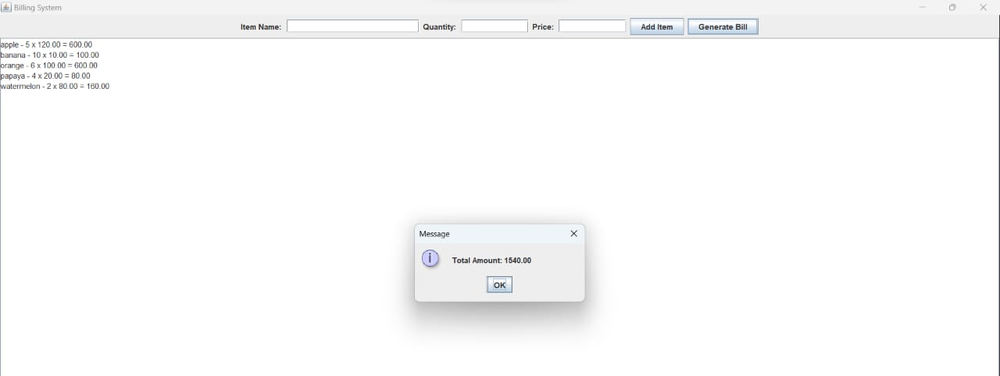 Billing System
Item Name: Quantity: Price: Add Item Generate Bill
apple - 5 x 120.00 = 600.00
banana - 10 x 10.00 = 100.00
orange - 6 x 100.00 = 600.00
papaya - 4 x 20.00 = 80.00
watermelon - 2 x 80.00 = 160.00
Message
i
Total Amount: 1540.00
OK